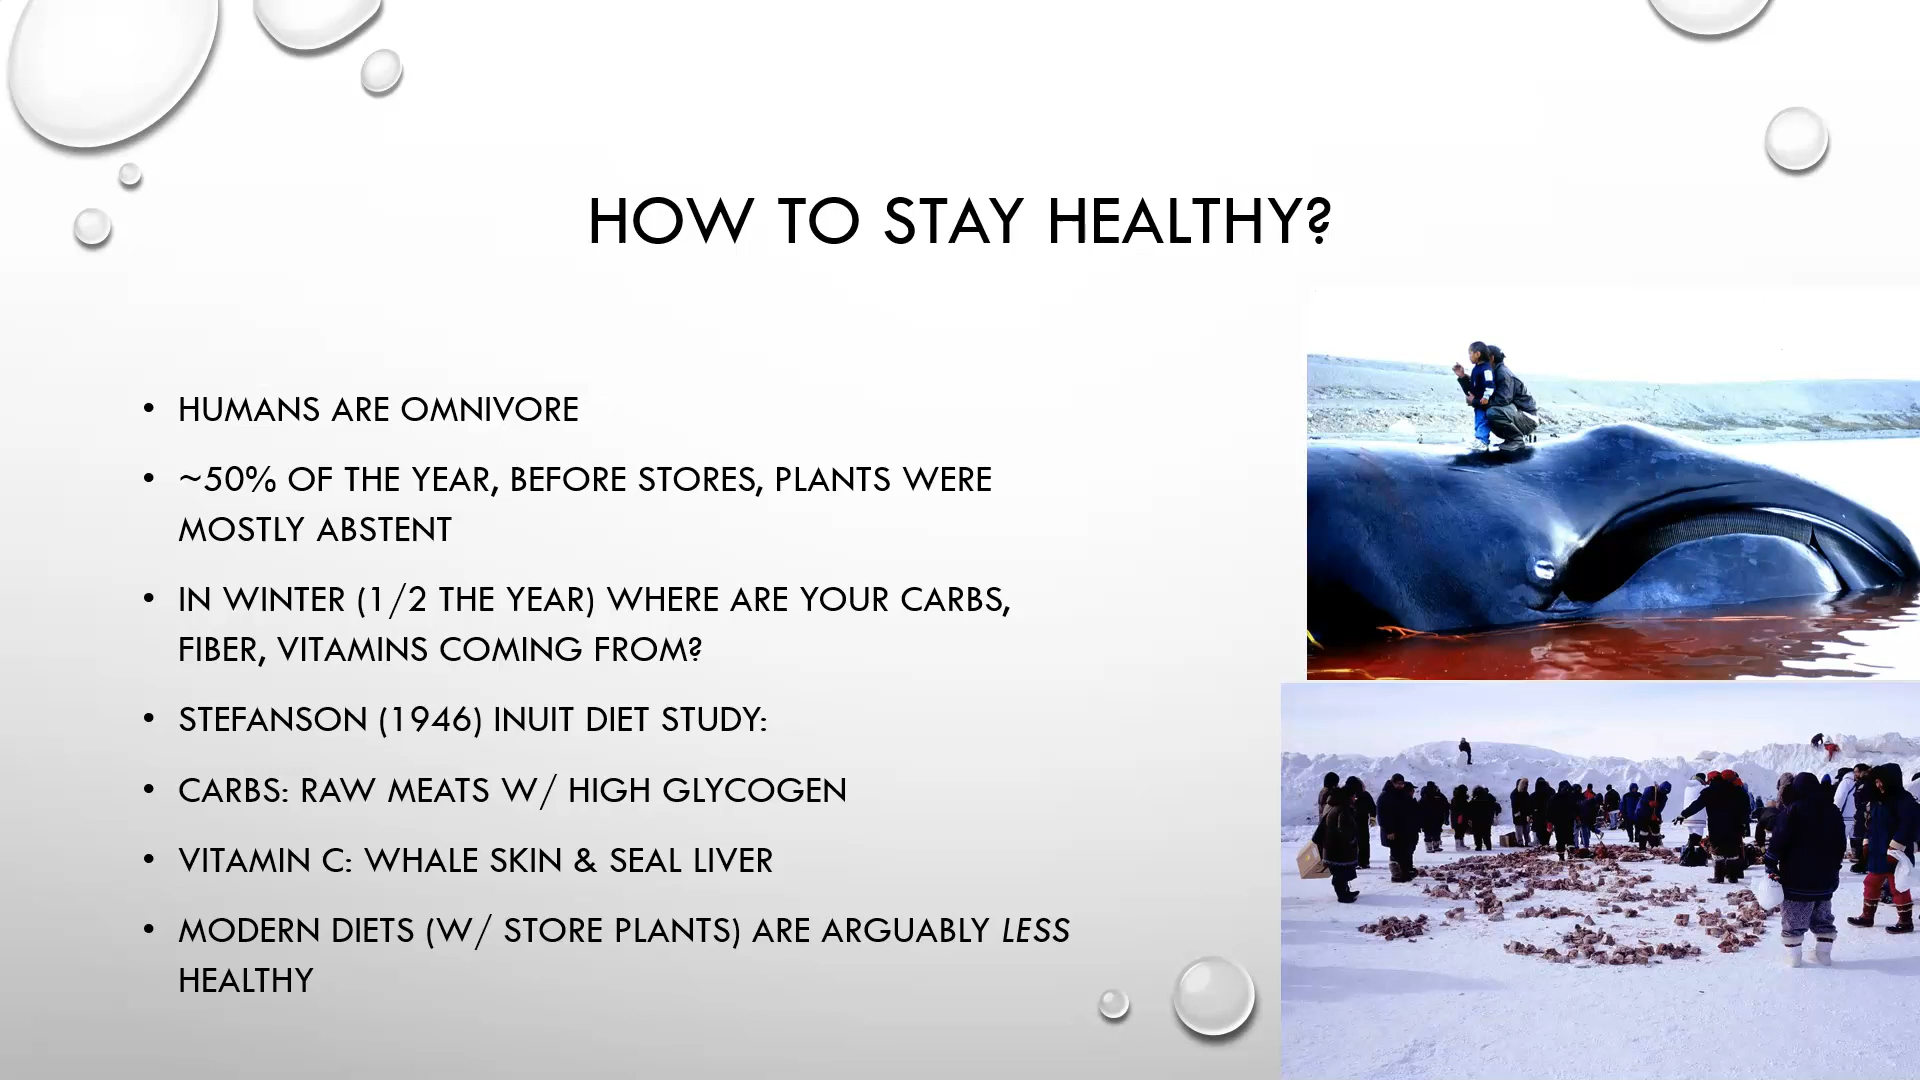 HOW TO STAY HEALTHY?
• HUMANS ARE OMNIVORE
• ~50% OF THE YEAR, BEFORE STORES, PLANTS WERE
MOSTLY ABSTENT
• IN WINTER (1/2 THE YEAR) WHERE ARE YOUR CARBS,
FIBER, VITAMINS COMING FROM?
• STEFANSON (1946) INUIT DIET STUDY:
• CARBS: RAW MEATS W/ HIGH GLYCOGEN
• VITAMIN C: WHALE SKIN & SEAL LIVER
• MODERN DIETS (W/ STORE PLANTS) ARE ARGUABLY LESS
HEALTHY